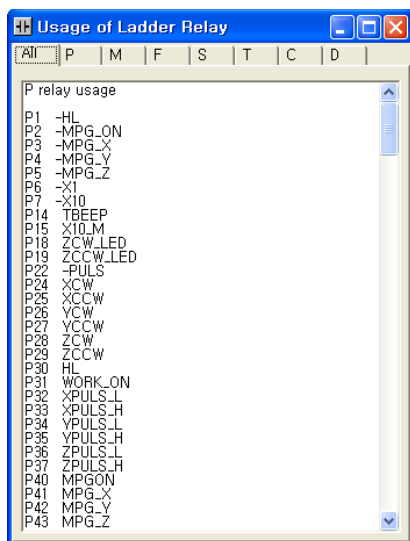 Usage of Ladder Relay
All P M F S T C D
P relay usage
P1 -HL
P2 -MPG_ON
P3 -MPG_X
P4 -MPG_Y
P5 -MPG_Z
P6 -X1
P7 -X10
P14 TBEEP
P15 X10_M
P18 ZCW_LED
P19 ZCCW_LED
P22 -PULS
P24 XCW
P25 XCCW
P26 YCW
P27 YCCW
P28 ZCW
P29 ZCCW
P30 HL
P31 WORK_ON
P32 XPULS_L
P33 XPULS_H
P34 YPULS_L
P35 YPULS_H
P36 ZPULS_L
P37 ZPULS_H
P40 MPGON
P41 MPG_X
P42 MPG_Y
P43 MPG_Z